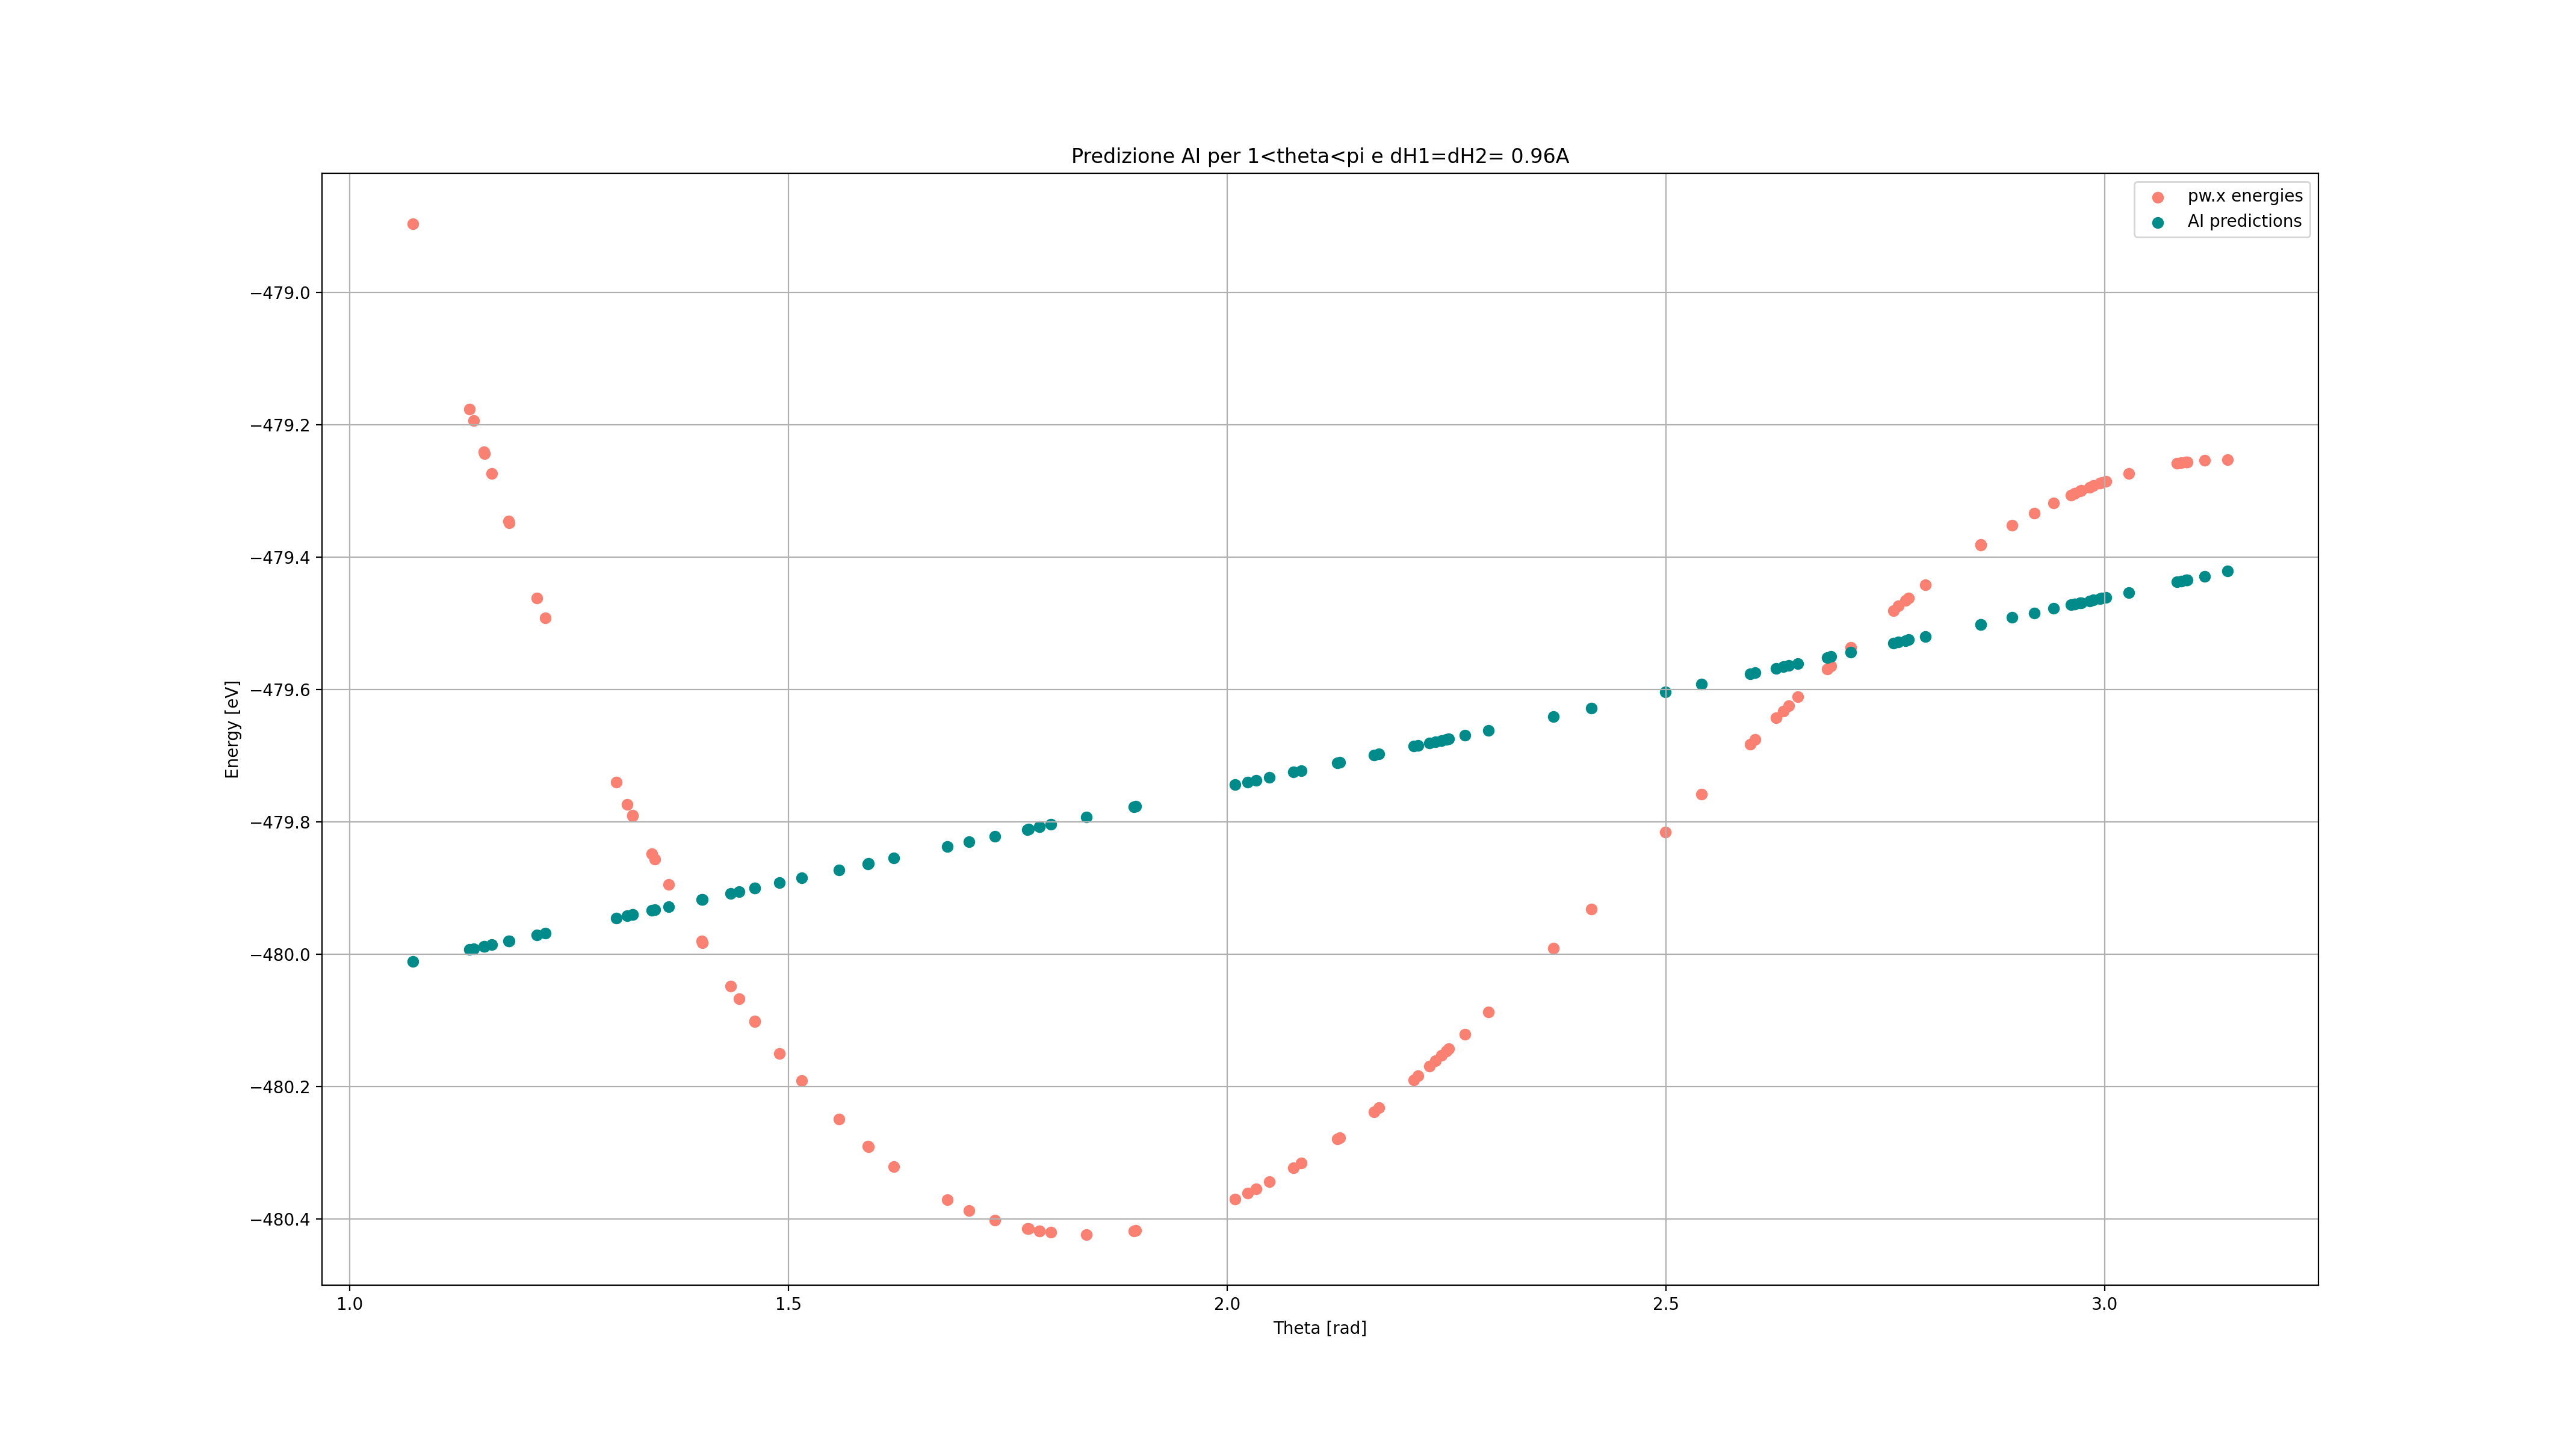 Predizione AI per 1<theta<pi e dH1=dH2= 0.96A
pw.x energies
AI predictions
−479.0
−479.2
−479.4
−479.6
−479.8
−480.0
−480.2
−480.4
Energy [eV]
1.0
1.5
2.0
2.5
3.0
Theta [rad]